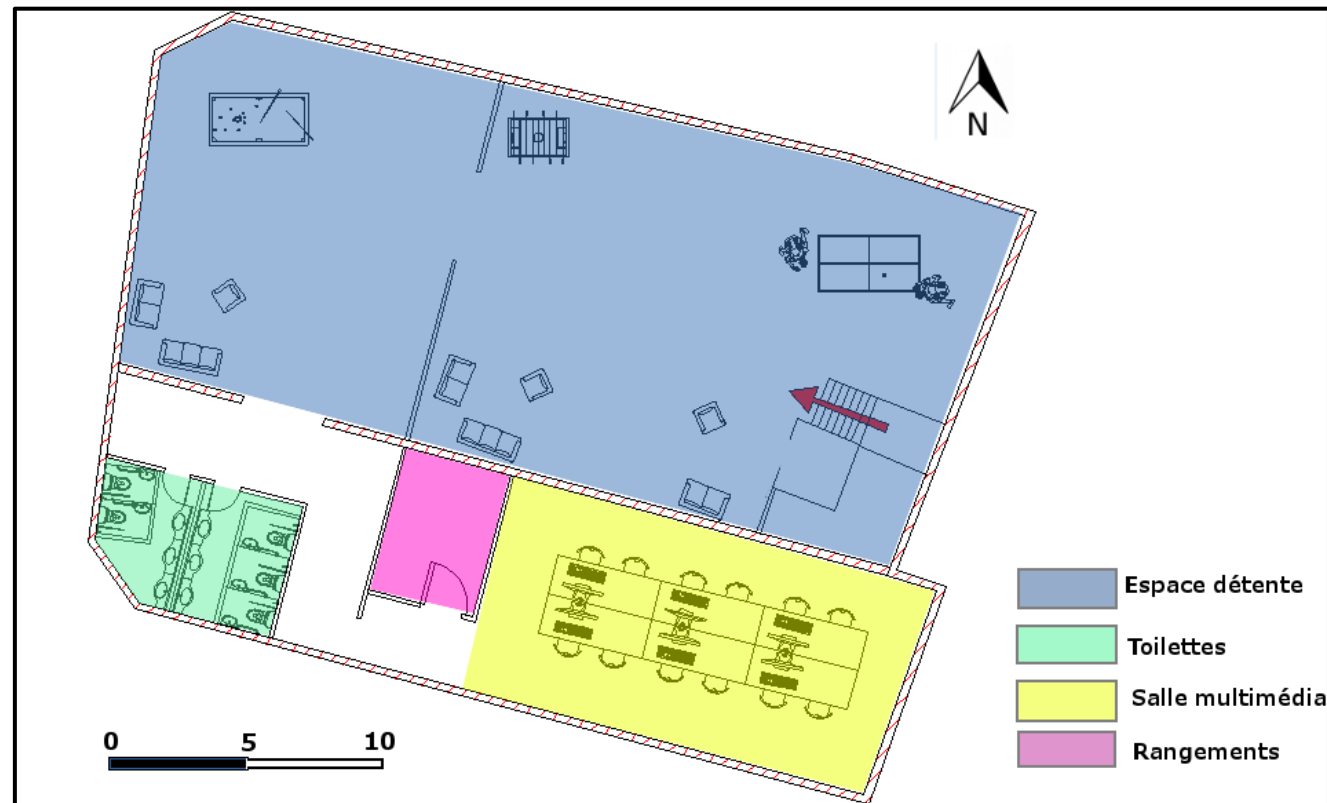 N
Espace détente
Toilettes
Salle multimédia
Rangements
0 5 10